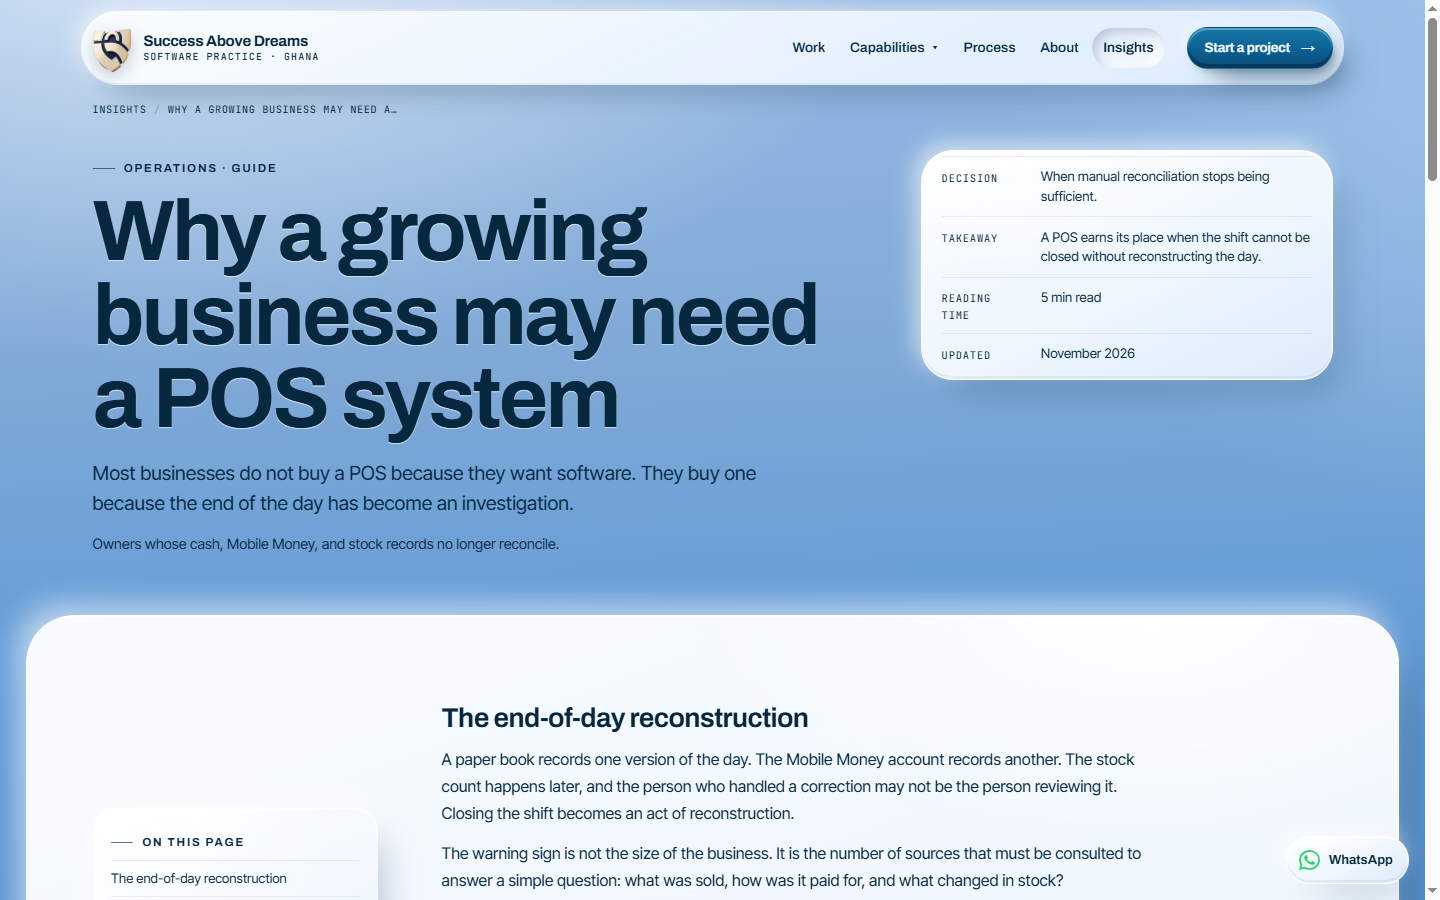 Success Above Dreams
SOFTWARE PRACTICE · GHANA
Work
Capabilities
Process
About
Insights
Start a project →
INSIGHTS / WHY A GROWING BUSINESS MAY NEED A…
OPERATIONS · GUIDE
Why a growing
business may need
a POS system
Most businesses do not buy a POS because they want software. They buy one
because the end of the day has become an investigation.
Owners whose cash, Mobile Money, and stock records no longer reconcile.
DECISION
When manual reconciliation stops being
sufficient.
TAKEAWAY
A POS earns its place when the shift cannot be
closed without reconstructing the day.
READING
TIME
5 min read
UPDATED
November 2026
ON THIS PAGE
The end-of-day reconstruction
The end-of-day reconstruction
A paper book records one version of the day. The Mobile Money account records another. The stock
count happens later, and the person who handled a correction may not be the person reviewing it.
Closing the shift becomes an act of reconstruction.
The warning sign is not the size of the business. It is the number of sources that must be consulted to
answer a simple question: what was sold, how was it paid for, and what changed in stock?
WhatsApp